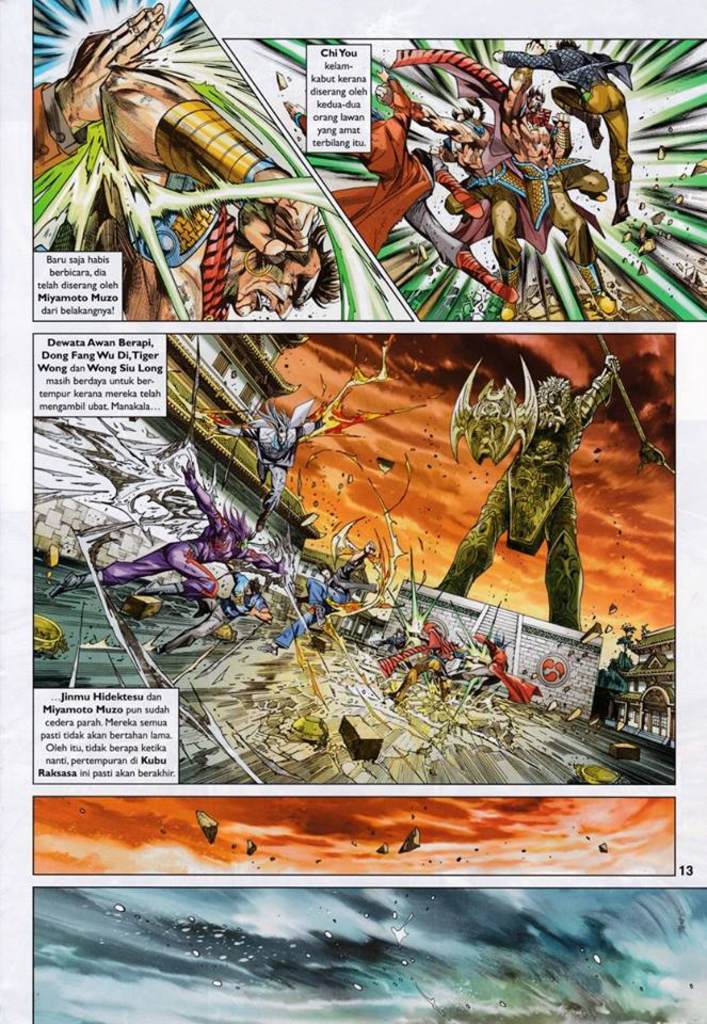 Baru saja habis
berbicara, dia
telah diserang oleh
Miyamoto Muzo
dari belakangnya!
Chi You
kelam-
kabut kerana
diserang oleh
kedua-dua
orang lawan
yang amat
terbilang itu.
Dewata Awan Berapi,
Dong Fang Wu Di,Tiger
Wong dan Wong Siu Long
masih berdaya untuk ber-
tempur kerana mereka telah
mengambil ubat. Manakala...
...Jinmu Hidektesu dan
Miyamoto Muzo pun sudah
cedera parah. Mereka semua
pasti tidak akan bertahan lama.
Oleh itu, tidak berapa ketika
nanti, pertempuran di Kubu
Raksasa ini pasti akan berakhir.
13